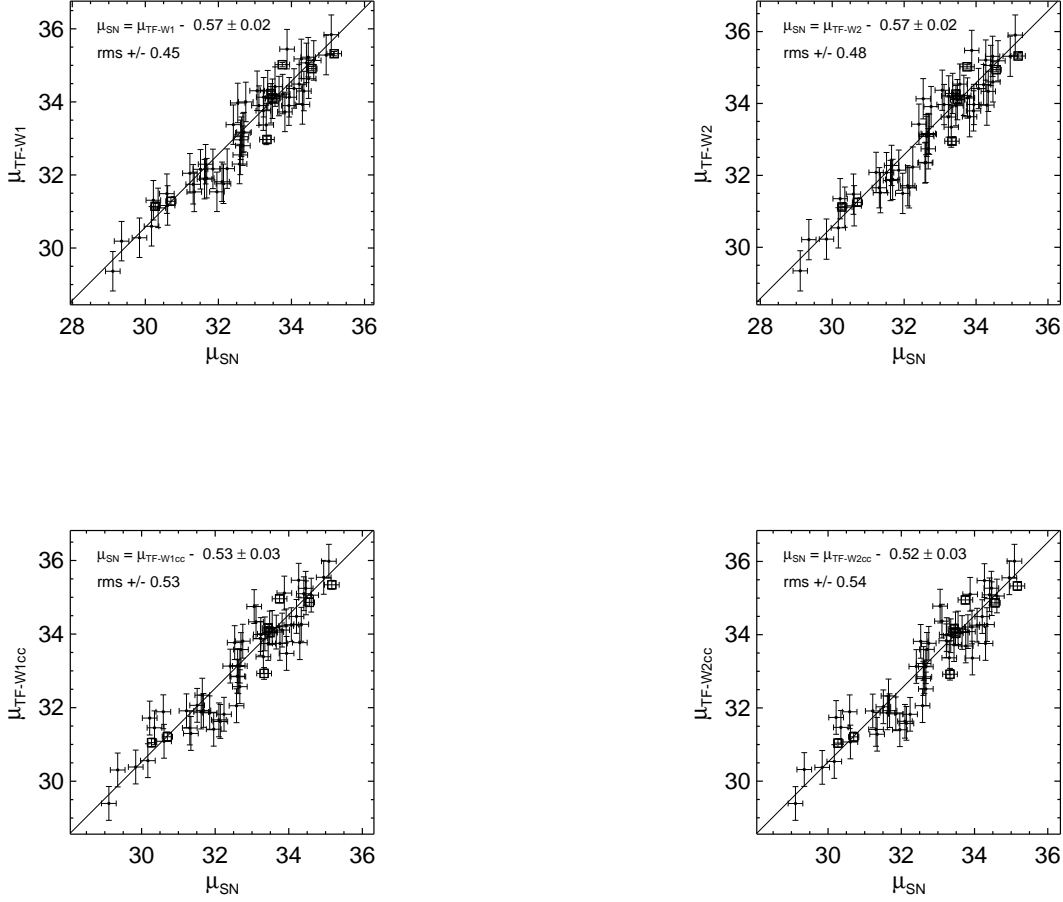 μSN = μTF-W1 - 0.57 ± 0.02
rms +/- 0.45
36
34
32
30
μTF-W1
28 30 32 34 36
μSN
μSN = μTF-W2 - 0.57 ± 0.02
rms +/- 0.48
36
34
32
30
μTF-W2
28 30 32 34 36
μSN
μSN = μTF-W1cc - 0.53 ± 0.03
rms +/- 0.53
36
34
32
30
μTF-W1cc
30 32 34 36
μSN
μSN = μTF-W2cc - 0.52 ± 0.03
rms +/- 0.54
36
34
32
30
μTF-W2cc
30 32 34 36
μSN